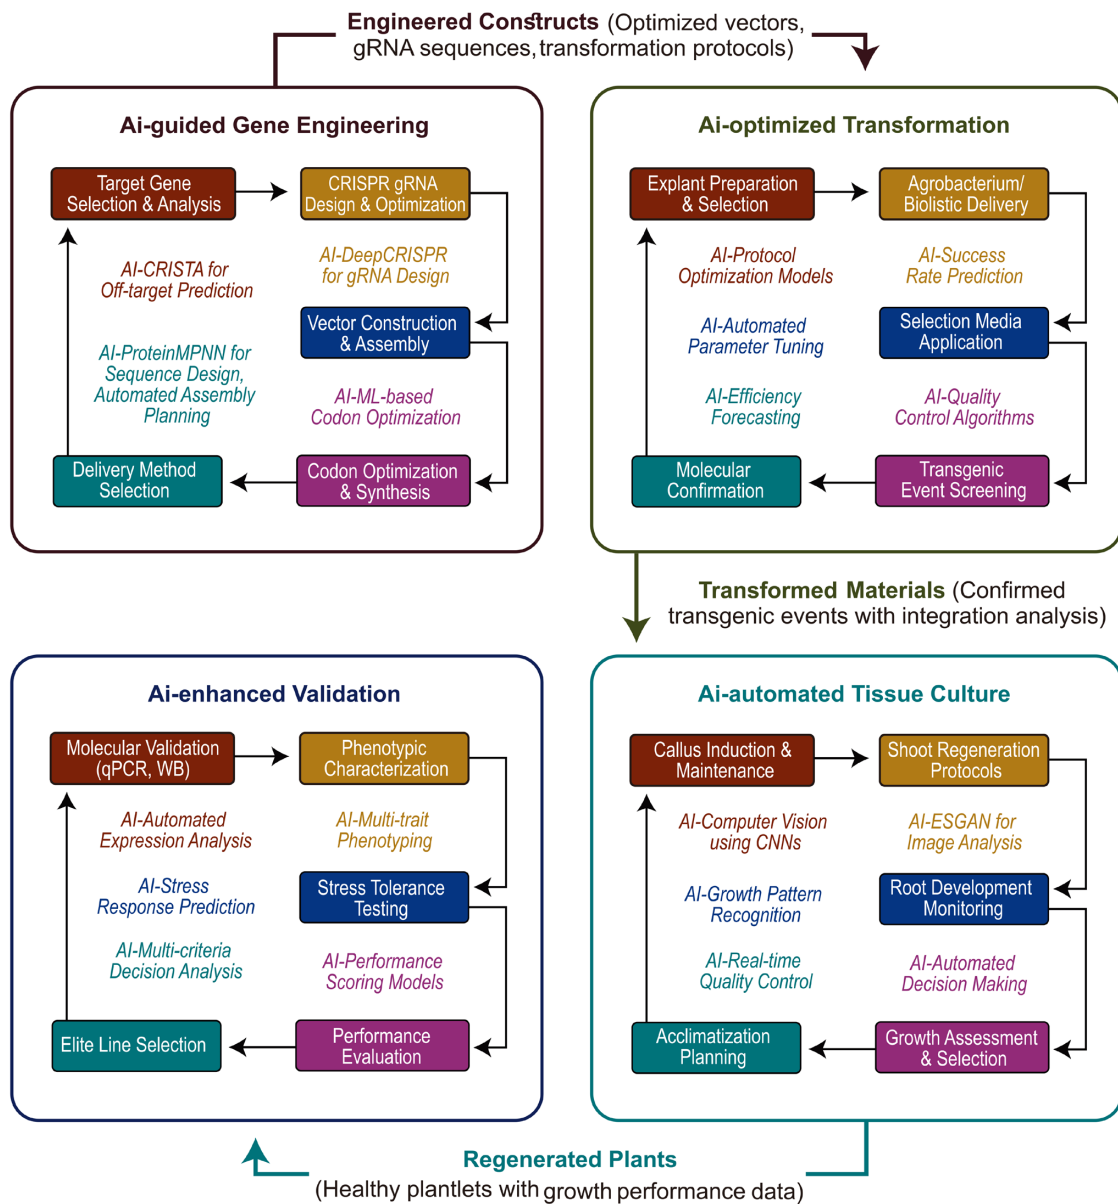 Engineered Constructs (Optimized vectors,
gRNA sequences, transformation protocols)
Ai-guided Gene Engineering
Target Gene
Selection & Analysis
CRISPR gRNA
Design & Optimization
AI-CRISTA for
Off-target Prediction
AI-DeepCRISPR
for gRNA Design
Vector Construction
& Assembly
AI-ProteinMPNN for
Sequence Design,
Automated Assembly
Planning
AI-ML-based
Codon Optimization
Delivery Method
Selection
Codon Optimization
& Synthesis
Ai-optimized Transformation
Explant Preparation
& Selection
Agrobacterium/
Biolistic Delivery
AI-Protocol
Optimization Models
AI-Success
Rate Prediction
AI-Automated
Parameter Tuning
Selection Media
Application
AI-Efficiency
Forecasting
AI-Quality
Control Algorithms
Molecular
Confirmation
Transgenic
Event Screening
Transformed Materials (Confirmed
transgenic events with integration analysis)
Ai-enhanced Validation
Molecular Validation
(qPCR, WB)
Phenotypic
Characterization
AI-Automated
Expression Analysis
AI-Multi-trait
Phenotyping
AI-Stress
Response Prediction
Stress Tolerance
Testing
AI-Multi-criteria
Decision Analysis
AI-Performance
Scoring Models
Elite Line Selection
Performance
Evaluation
Ai-automated Tissue Culture
Callus Induction &
Maintenance
Shoot Regeneration
Protocols
AI-Computer Vision
using CNNs
AI-ESGAN for
Image Analysis
AI-Growth Pattern
Recognition
Root Development
Monitoring
AI-Real-time
Quality Control
AI-Automated
Decision Making
Acclimatization
Planning
Growth Assessment
& Selection
Regenerated Plants
(Healthy plantlets with growth performance data)